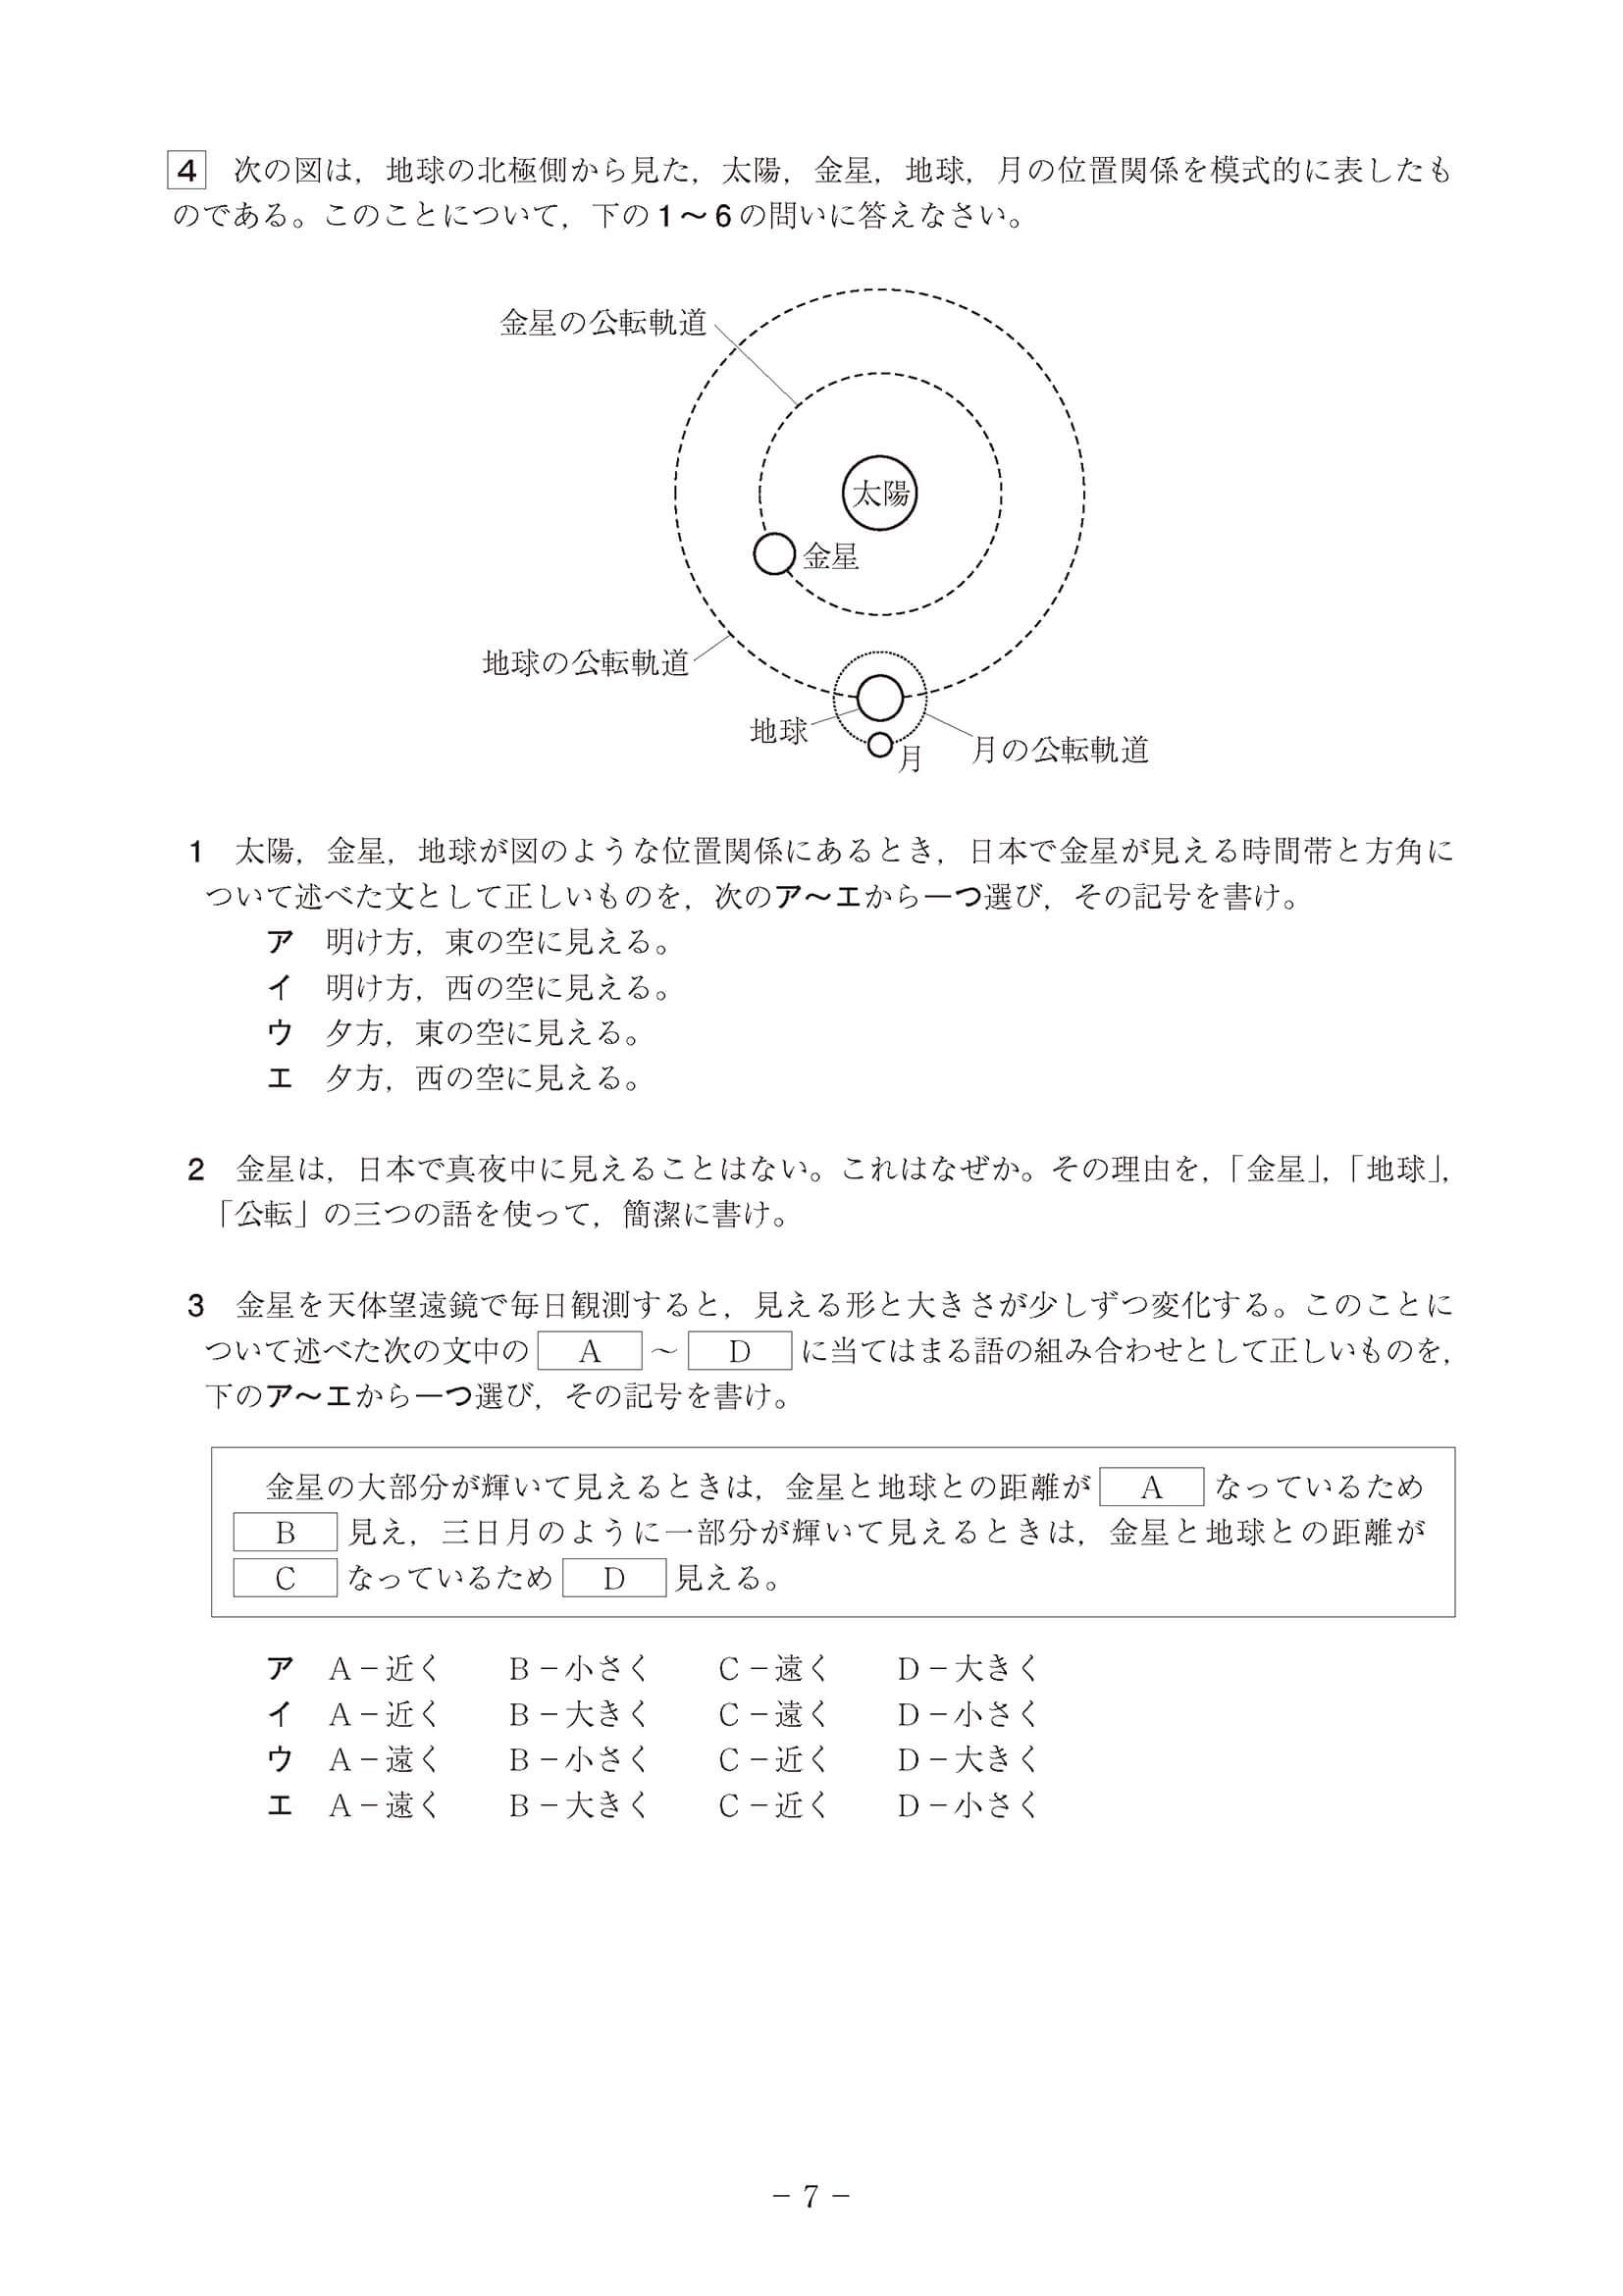 4 次の図は，地球の北極側から見た，太陽，金星，地球，月の位置関係を模式的に表したも
のである。このことについて，下の1～6の問いに答えなさい。
金星の公転軌道
太陽
金星
地球の公転軌道
地球
月
月の公転軌道
1 太陽，金星，地球が図のような位置関係にあるとき，日本で金星が見える時間帯と方角に
ついて述べた文として正しいものを，次のア～エから一つ選び，その記号を書け。
ア 明け方，東の空に見える。
イ 明け方，西の空に見える。
ウ 夕方，東の空に見える。
エ 夕方，西の空に見える。
2 金星は，日本で真夜中に見えることはない。これはなぜか。その理由を，「金星」，「地球」，
「公転」の三つの語を使って，簡潔に書け。
3 金星を天体望遠鏡で毎日観測すると，見える形と大きさが少しずつ変化する。このことに
ついて述べた次の文中の A ～ D に当てはまる語の組み合わせとして正しいものを，
下のア～エから一つ選び，その記号を書け。
金星の大部分が輝いて見えるときは，金星と地球との距離が A なっているため
B 見え，三日月のように一部分が輝いて見えるときは，金星と地球との距離が
C なっているため D 見える。
ア A－近く B－小さく C－遠く D－大きく
イ A－近く B－大きく C－遠く D－小さく
ウ A－遠く B－小さく C－近く D－大きく
エ A－遠く B－大きく C－近く D－小さく
－ 7 －